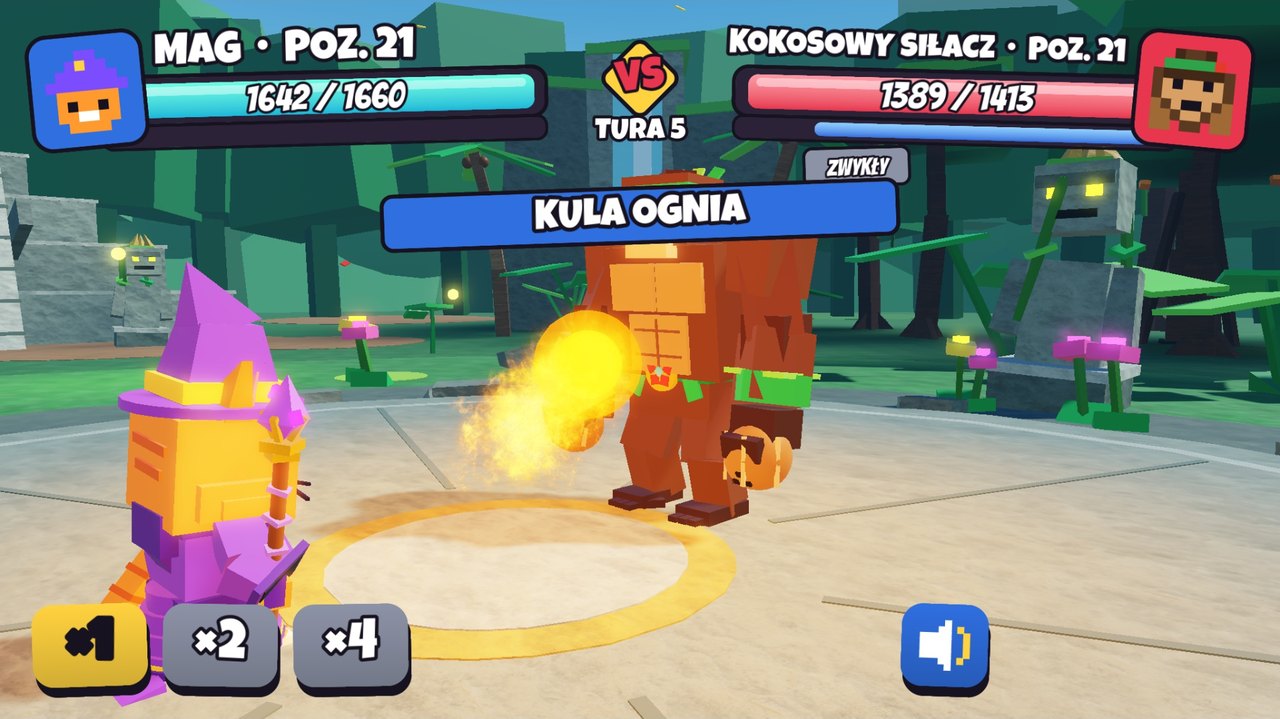 MAG • POZ. 21
1642 / 1660
VS
TURA 5
KOKOSOWY SIŁACZ • POZ. 21
1389 / 1413
ZWYKŁY
KULA OGNIA
×1
×2
×4